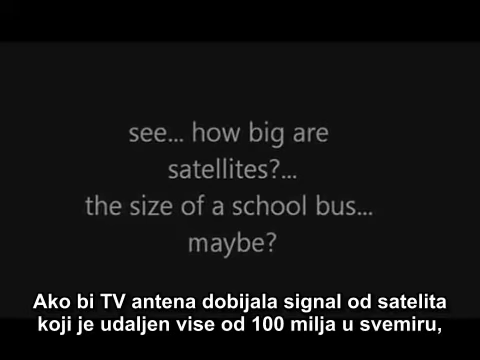 see... how big are
satellites?...
the size of a school bus...
maybe?
Ako bi TV antena dobijala signal od satelita
koji je udaljen vise od 100 milja u svemiru,